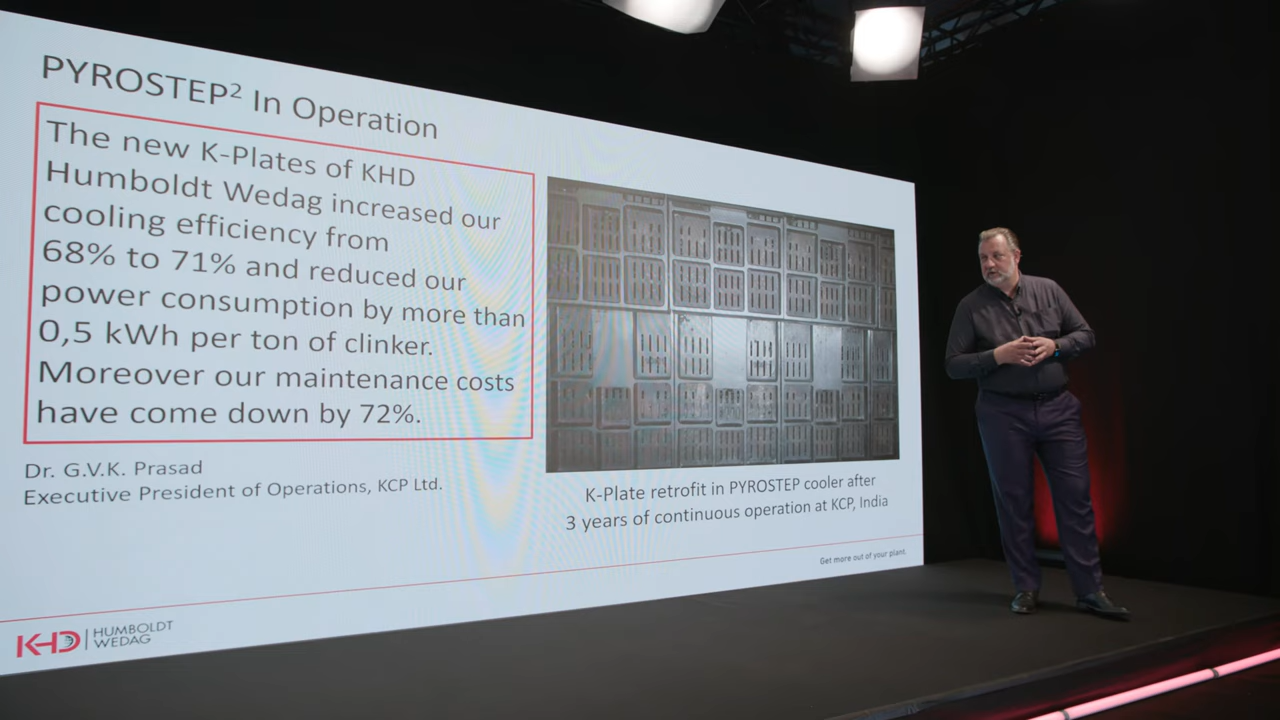 PYROSTEP² In Operation
The new K-Plates of KHD
Humboldt Wedag increased our
cooling efficiency from
68% to 71% and reduced our
power consumption by more than
0,5 kWh per ton of clinker.
Moreover our maintenance costs
have come down by 72%.
Dr. G.V.K. Prasad
Executive President of Operations, KCP Ltd.
K-Plate retrofit in PYROSTEP cooler after
3 years of continuous operation at KCP, India
Get more out of your plant.
KHD
HUMBOLDT
WEDAG